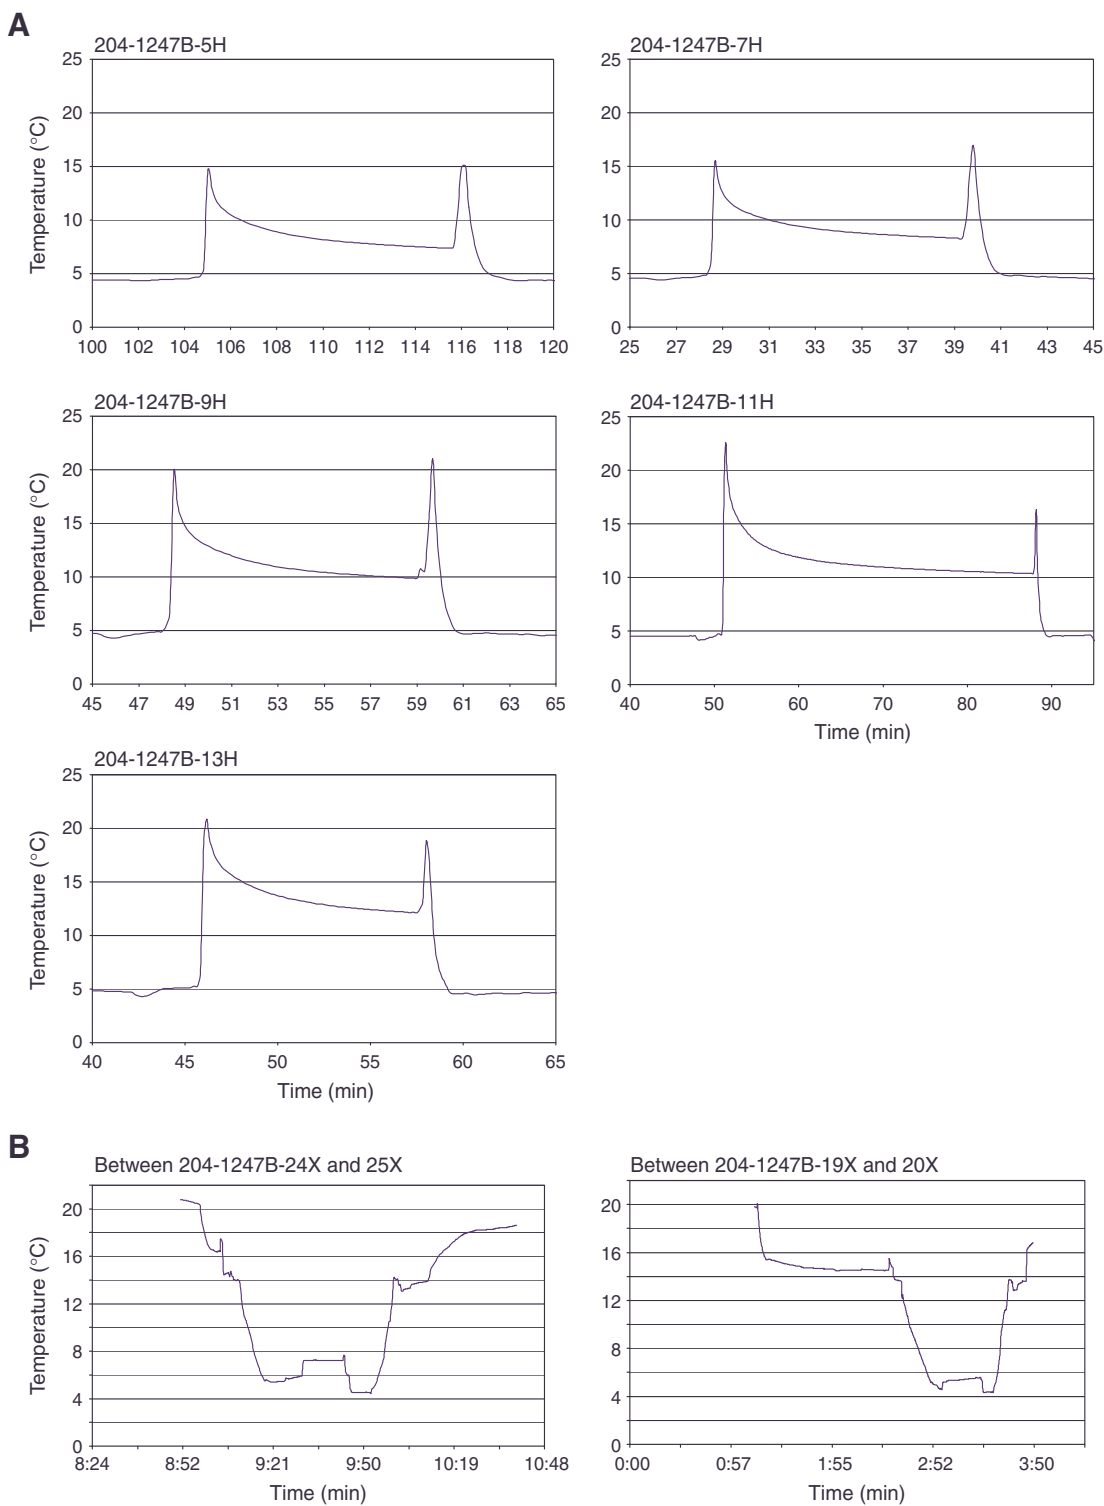 A
204-1247B-5H
25
20
15
10
5
0
Temperature (°C)
100 102 104 106 108 110 112 114 116 118 120
204-1247B-7H
25
20
15
10
5
0
25 27 29 31 33 35 37 39 41 43 45
204-1247B-9H
25
20
15
10
5
0
Temperature (°C)
45 47 49 51 53 55 57 59 61 63 65
204-1247B-11H
25
20
15
10
5
0
40 50 60 70 80 90
Time (min)
204-1247B-13H
25
20
15
10
5
0
Temperature (°C)
40 45 50 55 60 65
Time (min)
B
Between 204-1247B-24X and 25X
20
16
12
8
4
0
Temperature (°C)
8:24 8:52 9:21 9:50 10:19 10:48
Time (min)
Between 204-1247B-19X and 20X
20
16
12
8
4
0
0:00 0:57 1:55 2:52 3:50
Time (min)